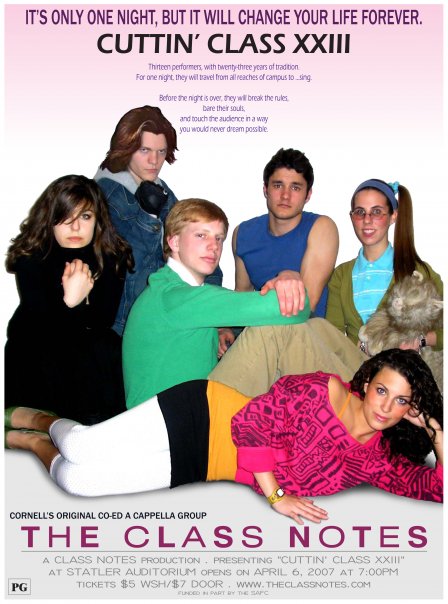 IT'S ONLY ONE NIGHT, BUT IT WILL CHANGE YOUR LIFE FOREVER.
CUTTIN' CLASS XXIII
Thirteen performers, with twenty-three years of tradition.
For one night, they will travel from all reaches of campus to ...sing.
Before the night is over, they will break the rules,
bare their souls,
and touch the audience in a way
you would never dream possible.
CORNELL'S ORIGINAL CO-ED A CAPPELLA GROUP
THE CLASS NOTES
A CLASS NOTES PRODUCTION . PRESENTING "CUTTIN' CLASS XXIII"
AT STATLER AUDITORIUM OPENS ON APRIL 6, 2007 AT 7:00PM
PG TICKETS $5 WSH/$7 DOOR . WWW.THECLASSNOTES.COM
FUNDED IN PART BY THE SAFC